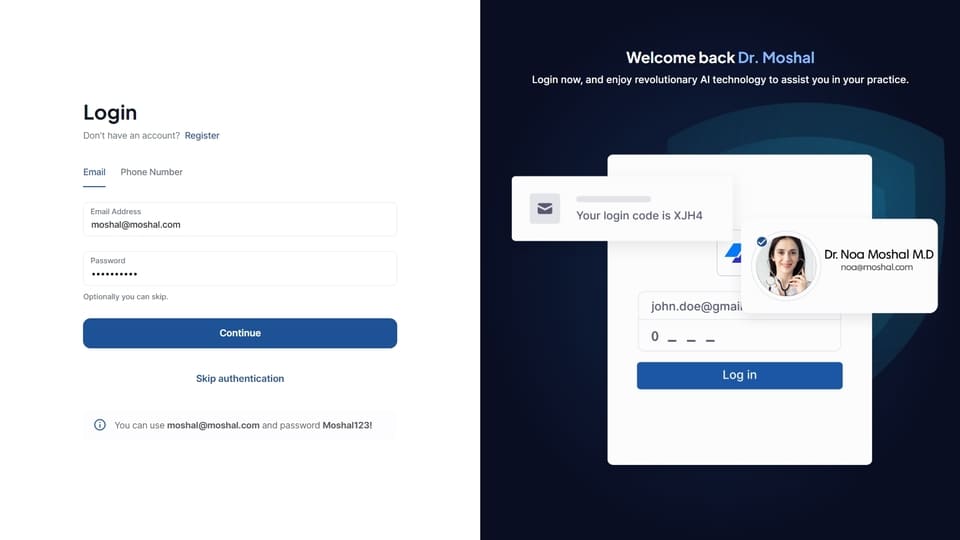 Login
Don't have an account? Register
Email Phone Number
Email Address
moshal@moshal.com
Password
••••••••••
Optionally you can skip.
Continue
Skip authentication
You can use moshal@moshal.com and password Moshal123!
Welcome back Dr. Moshal
Login now, and enjoy revolutionary AI technology to assist you in your practice.
Your login code is XJH4
Dr. Noa Moshal M.D
noa@moshal.com
john.doe@gmai
0 _ _ _
Log in